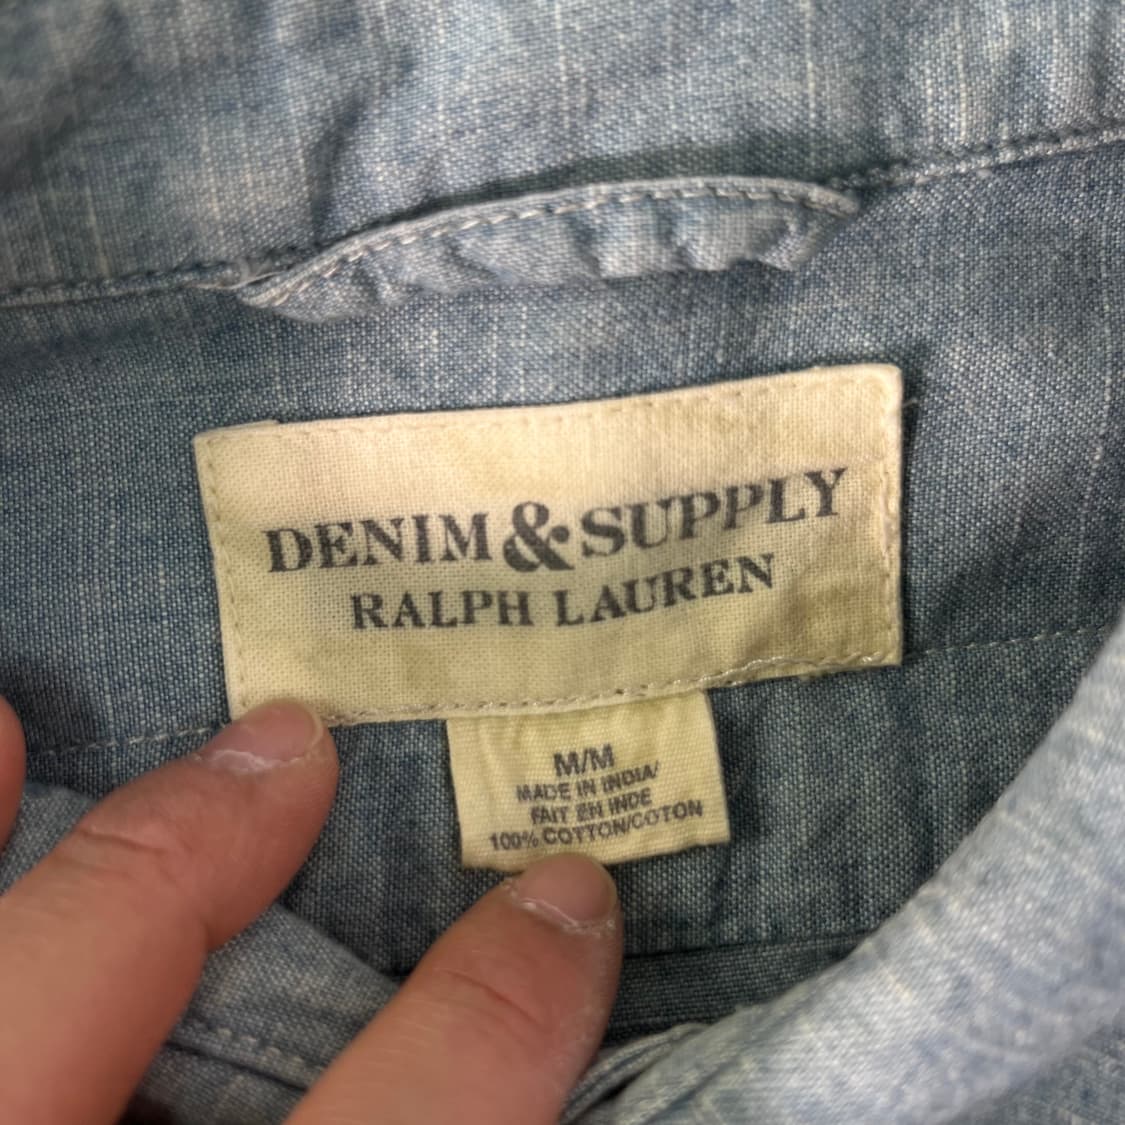 DENIM & SUPPLY
RALPH LAUREN
M/M
MADE IN INDIA/
FAIT EN INDE
100% COTTON/COTON